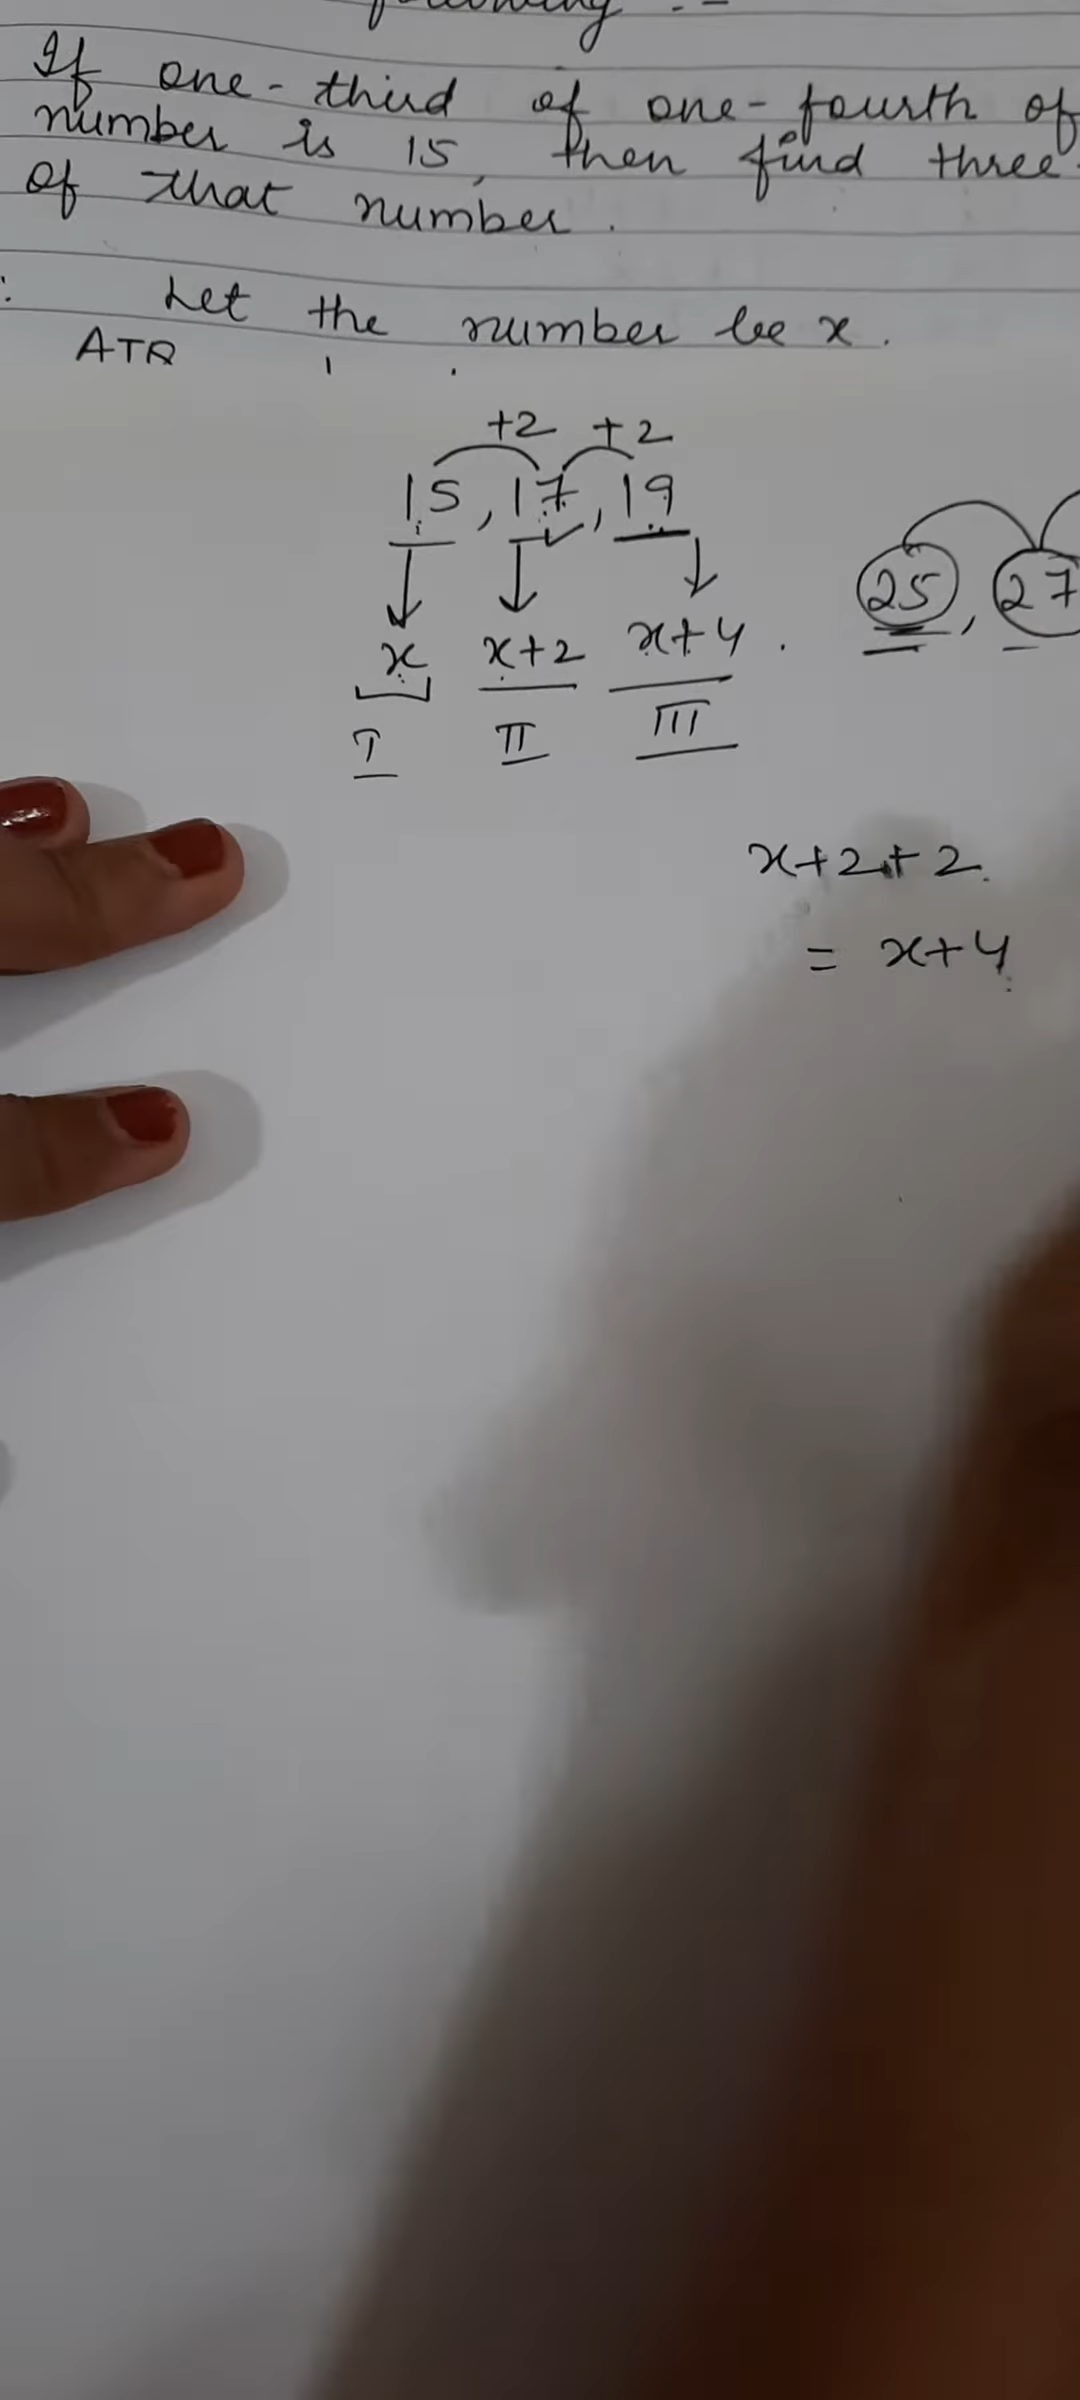 following :-
If one-third of one-fourth of
number is 15, then find three-
of that number.
: Let the number be x.
ATQ
+2 +2
15, 17, 19
25, 27
x x+2 x+4.
I II III
x+2+2
= x+4